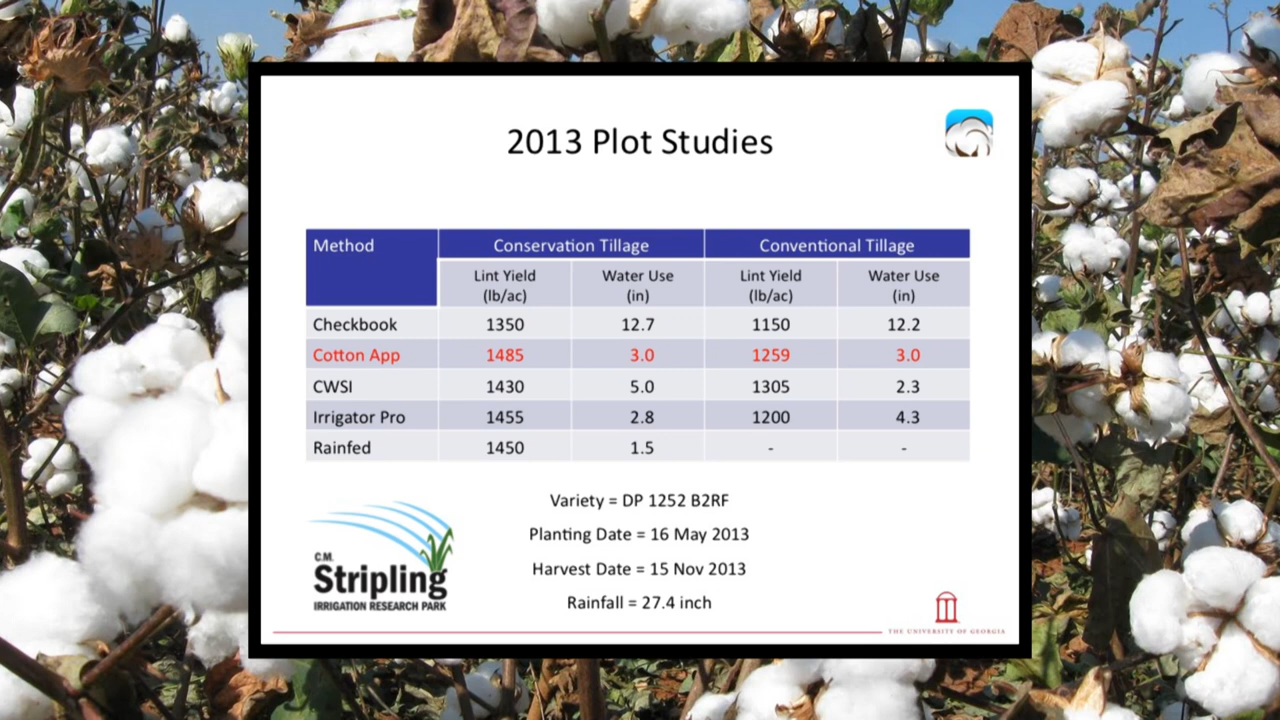 2013 Plot Studies
Method Conservation Tillage Conventional Tillage
Lint Yield (lb/ac) Water Use (in) Lint Yield (lb/ac) Water Use (in)
Checkbook 1350 12.7 1150 12.2
Cotton App 1485 3.0 1259 3.0
CWSI 1430 5.0 1305 2.3
Irrigator Pro 1455 2.8 1200 4.3
Rainfed 1450 1.5 - -
Variety = DP 1252 B2RF
Planting Date = 16 May 2013
Harvest Date = 15 Nov 2013
Rainfall = 27.4 inch
C.M.
Stripling
IRRIGATION RESEARCH PARK
THE UNIVERSITY OF GEORGIA